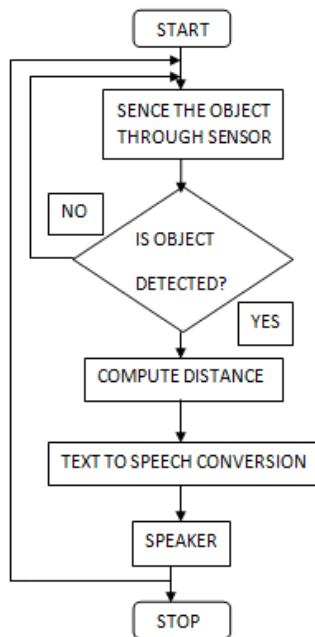 START
SENCE THE OBJECT
THROUGH SENSOR
NO
IS OBJECT
DETECTED?
YES
COMPUTE DISTANCE
TEXT TO SPEECH CONVERSION
SPEAKER
STOP